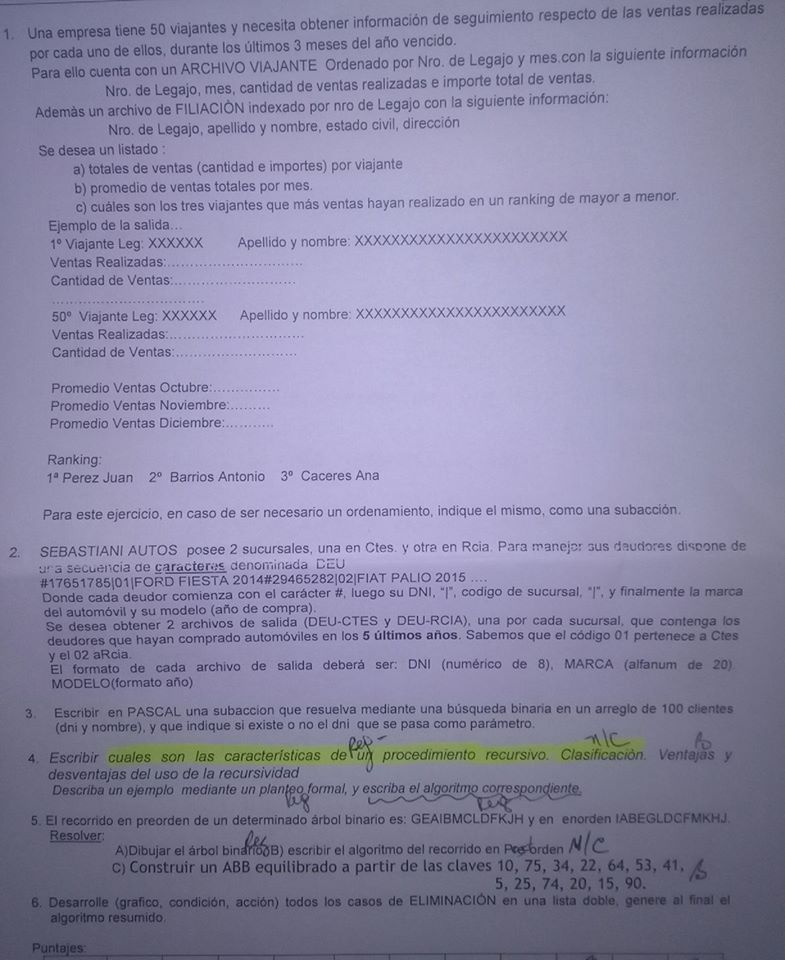 1. Una empresa tiene 50 viajantes y necesita obtener información de seguimiento respecto de las ventas realizadas
por cada uno de ellos, durante los últimos 3 meses del año vencido.
Para ello cuenta con un ARCHIVO VIAJANTE Ordenado por Nro. de Legajo y mes.con la siguiente información
Nro. de Legajo, mes, cantidad de ventas realizadas e importe total de ventas.
Además un archivo de FILIACIÒN indexado por nro de Legajo con la siguiente información:
Nro. de Legajo, apellido y nombre, estado civil, dirección
Se desea un listado :
a) totales de ventas (cantidad e importes) por viajante
b) promedio de ventas totales por mes.
c) cuáles son los tres viajantes que más ventas hayan realizado en un ranking de mayor a menor.
Ejemplo de la salida...
1º Viajante Leg: XXXXXX Apellido y nombre: XXXXXXXXXXXXXXXXXXXXXXX
Ventas Realizadas:..............................
Cantidad de Ventas:...........................
..................................
50º Viajante Leg: XXXXXX Apellido y nombre: XXXXXXXXXXXXXXXXXXXXXXX
Ventas Realizadas:..............................
Cantidad de Ventas:...........................
Promedio Ventas Octubre:...............
Promedio Ventas Noviembre:.........
Promedio Ventas Diciembre:...........
Ranking:
1ª Perez Juan 2º Barrios Antonio 3º Caceres Ana
Para este ejercicio, en caso de ser necesario un ordenamiento, indique el mismo, como una subacción.
2. SEBASTIANI AUTOS posee 2 sucursales, una en Ctes. y otra en Rcia. Para manejar sus deudores dispone de
una secuencia de caracteres denominada DEU
#17651785|01|FORD FIESTA 2014#29465282|02|FIAT PALIO 2015 ....
Donde cada deudor comienza con el carácter #, luego su DNI, "|", codigo de sucursal, "|", y finalmente la marca
del automóvil y su modelo (año de compra).
Se desea obtener 2 archivos de salida (DEU-CTES y DEU-RCIA), una por cada sucursal, que contenga los
deudores que hayan comprado automóviles en los 5 últimos años. Sabemos que el código 01 pertenece a Ctes
y el 02 aRcia.
El formato de cada archivo de salida deberá ser: DNI (numérico de 8), MARCA (alfanum de 20)
MODELO(formato año)
3. Escribir en PASCAL una subaccion que resuelva mediante una búsqueda binaria en un arreglo de 100 clientes
(dni y nombre), y que indique si existe o no el dni que se pasa como parámetro.
Reg - N/C B
4. Escribir cuales son las características de un procedimiento recursivo. Clasificación. Ventajas y
desventajas del uso de la recursividad
Describa un ejemplo mediante un planteo formal, y escriba el algoritmo correspondiente.
Reg Reg
5. El recorrido en preorden de un determinado árbol binario es: GEAIBMCLDFKJH y en enorden IABEGLDCFMKHJ.
Resolver: Reg
A)Dibujar el árbol binario B) escribir el algoritmo del recorrido en Posorden N/C
C) Construir un ABB equilibrado a partir de las claves 10, 75, 34, 22, 64, 53, 41, B
5, 25, 74, 20, 15, 90.
6. Desarrolle (grafico, condición, acción) todos los casos de ELIMINACIÓN en una lista doble, genere al final el
algoritmo resumido.
Puntajes: